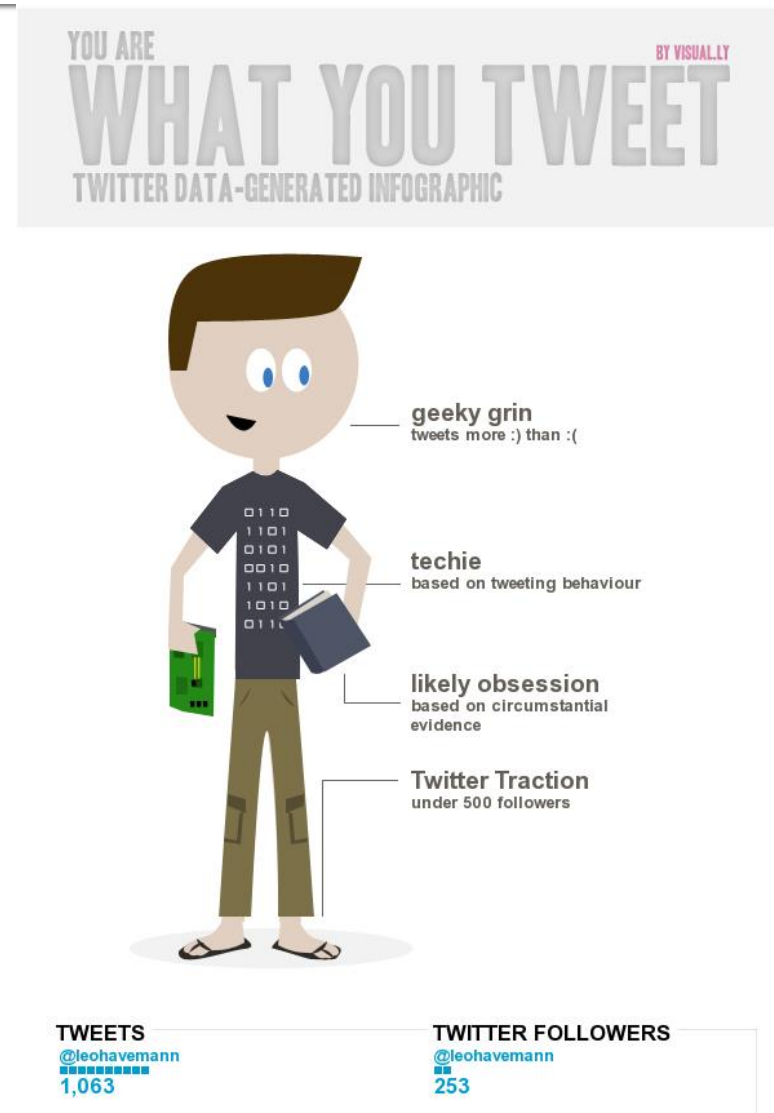 YOU ARE
BY VISUAL.LY
WHAT YOU TWEET
TWITTER DATA-GENERATED INFOGRAPHIC
geeky grin
tweets more :) than :(
0110
1101
0101
0010
1101
1010
011
techie
based on tweeting behaviour
likely obsession
based on circumstantial
evidence
Twitter Traction
under 500 followers
TWEETS
@leohavemann
1,063
TWITTER FOLLOWERS
@leohavemann
253